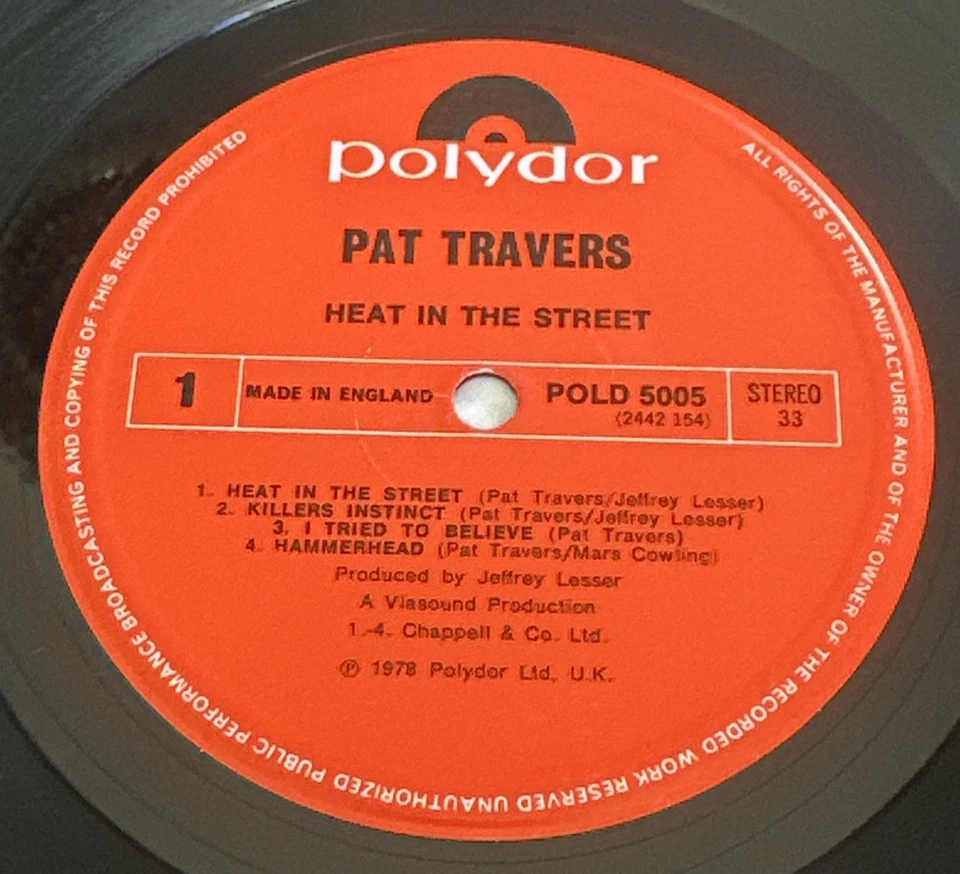 polydor
PAT TRAVERS
HEAT IN THE STREET
1 MADE IN ENGLAND POLD 5005 STEREO
(2442 154) 33
1. HEAT IN THE STREET (Pat Travers/Jeffrey Lesser)
2. KILLERS INSTINCT (Pat Travers/Jeffrey Lesser)
3, I TRIED TO BELIEVE (Pat Travers)
4. HAMMERHEAD (Pat Travers/Mars Cowling)
Produced by Jeffrey Lesser
A Viasound Production
1.-4. Chappell & Co. Ltd.
℗ 1978 Polydor Ltd. U.K.
ALL RIGHTS OF THE MANUFACTURER AND OF THE OWNER OF THE RECORDED WORK RESERVED UNAUTHORIZED PUBLIC PERFORMANCE BROADCASTING AND COPYING OF THIS RECORD PROHIBITED